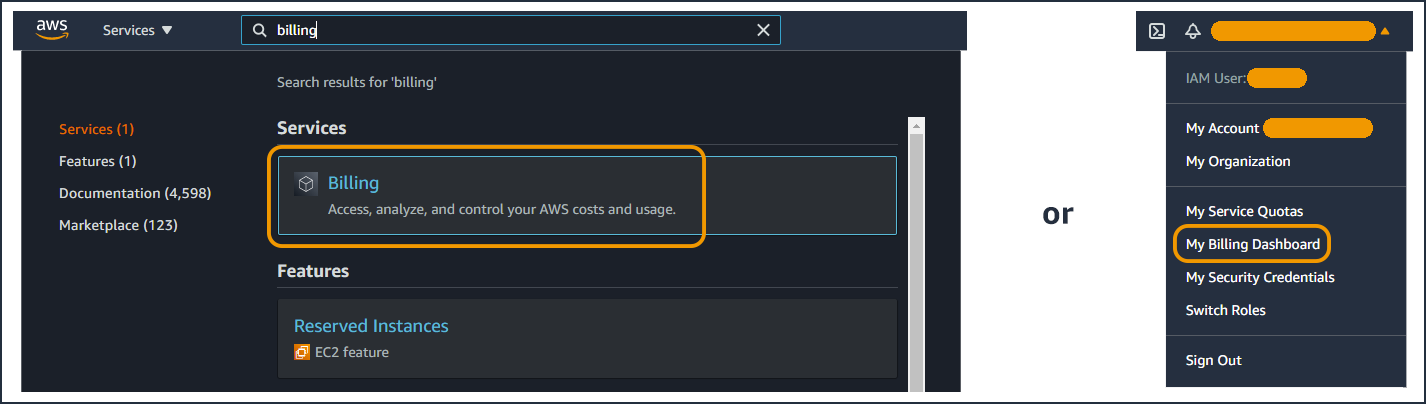 aws
Services
billing
Search results for 'billing'
Services (1)
Features (1)
Documentation (4,598)
Marketplace (123)
Services
Billing
Access, analyze, and control your AWS costs and usage.
Features
Reserved Instances
EC2 feature
or
IAM User:
My Account
My Organization
My Service Quotas
My Billing Dashboard
My Security Credentials
Switch Roles
Sign Out